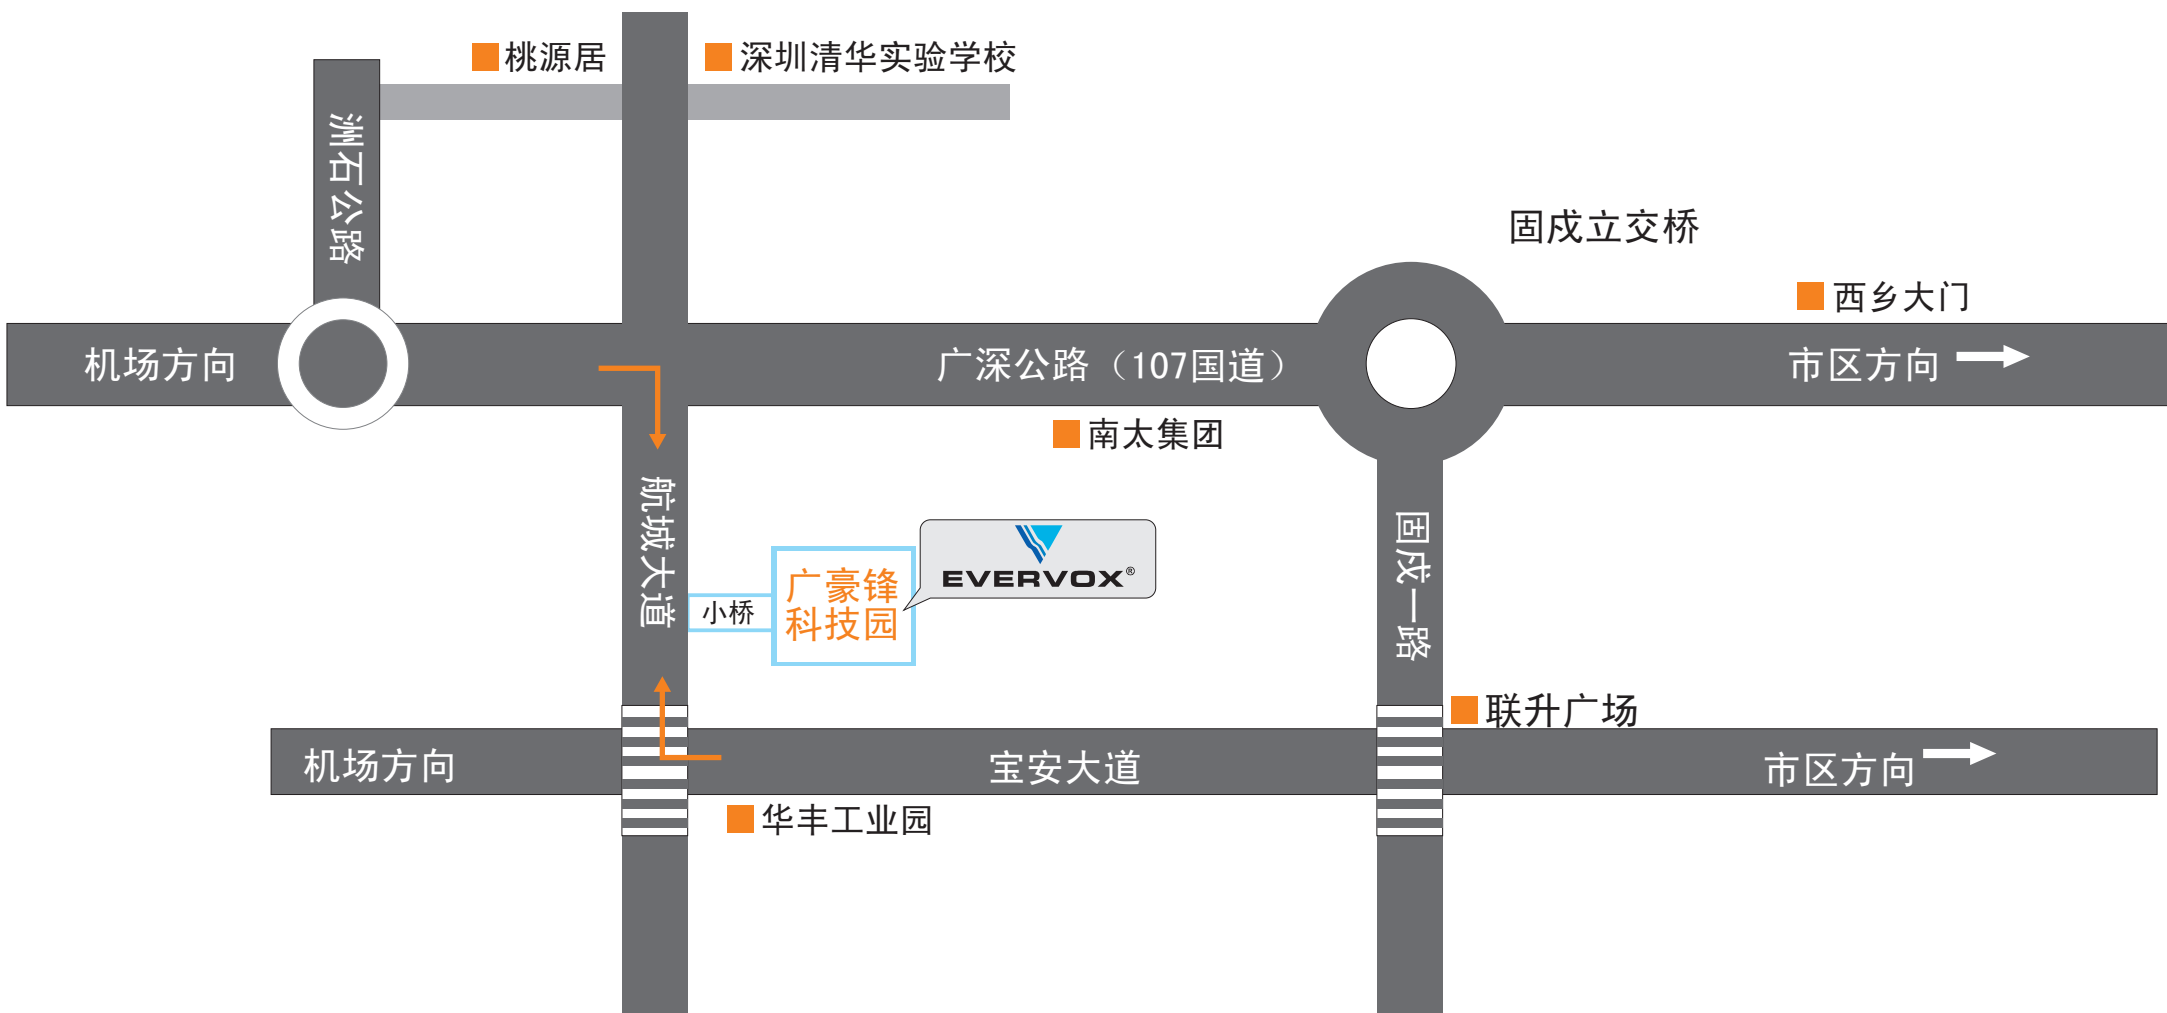 桃源居
深圳清华实验学校
洲石公路
固戍立交桥
西乡大门
机场方向
广深公路（107国道）
市区方向
南太集团
航城大道
固戍一路
EVERVOX®
广豪锋
科技园
小桥
联升广场
机场方向
宝安大道
市区方向
华丰工业园